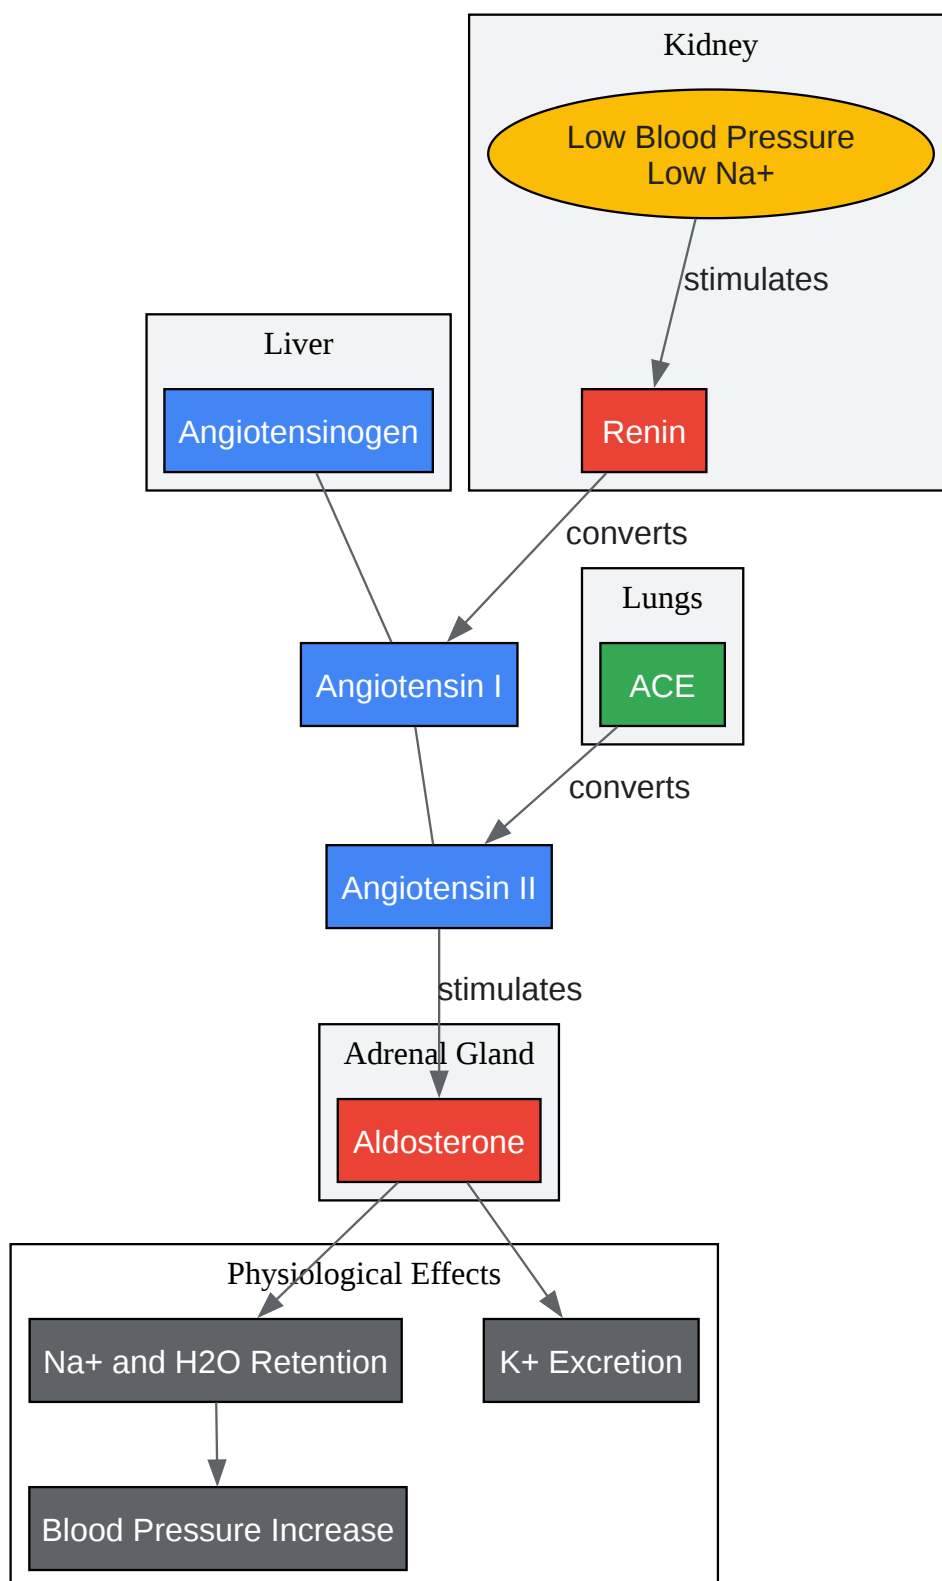 Kidney
Low Blood Pressure
Low Na+
stimulates
Liver
Angiotensinogen
Renin
converts
Lungs
Angiotensin I
ACE
converts
Angiotensin II
stimulates
Adrenal Gland
Aldosterone
Physiological Effects
Na+ and H2O Retention
K+ Excretion
Blood Pressure Increase